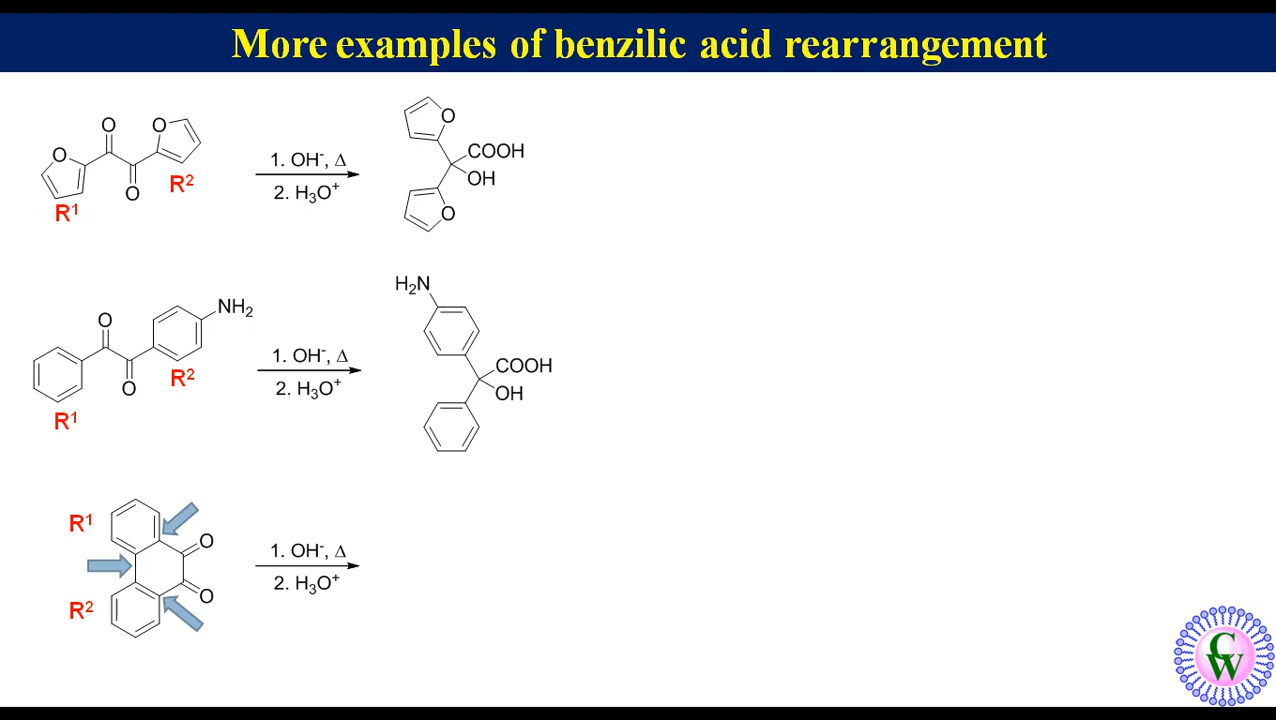 More examples of benzilic acid rearrangement
O
O
O
O
R²
R¹
1. OH⁻, Δ
2. H₃O⁺
O
COOH
OH
O
NH₂
O
O
R²
R¹
1. OH⁻, Δ
2. H₃O⁺
H₂N
COOH
OH
R¹
O
O
R²
1. OH⁻, Δ
2. H₃O⁺
C
W